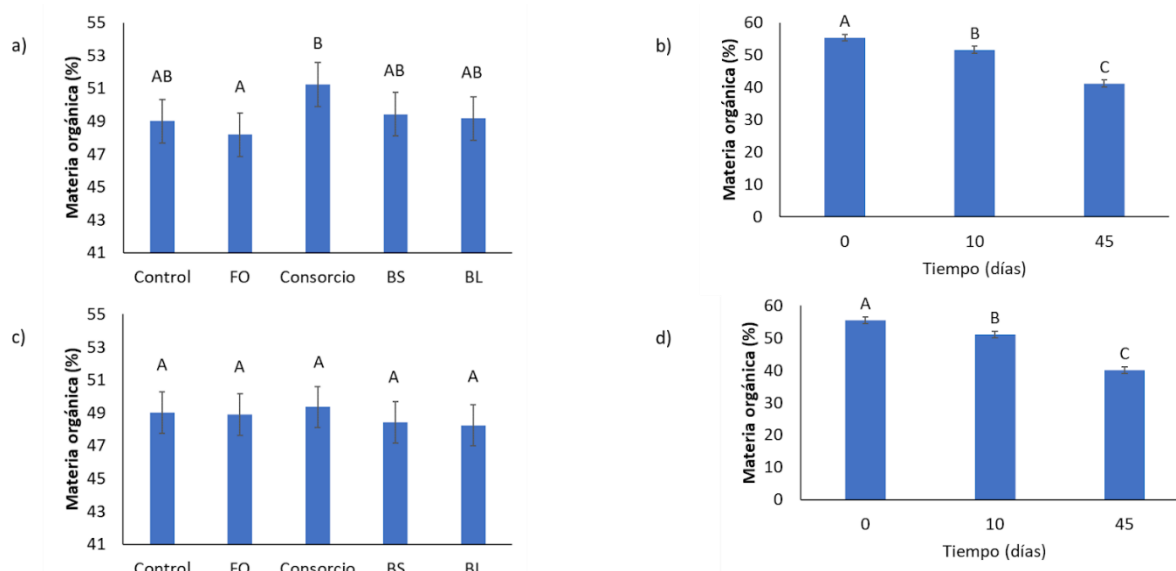 a)
Materia orgánica (%)
55
53
51
49
47
45
43
41
AB
A
B
AB
AB
Control FO Consorcio BS BL
b)
Materia orgánica (%)
60
50
40
30
20
10
0
A
B
C
0 10 45
Tiempo (días)
c)
Materia orgánica (%)
55
53
51
49
47
45
43
41
A
A
A
A
A
Control FO Consorcio BS BL
d)
Materia orgánica (%)
60
50
40
30
20
10
0
A
B
C
0 10 45
Tiempo (días)